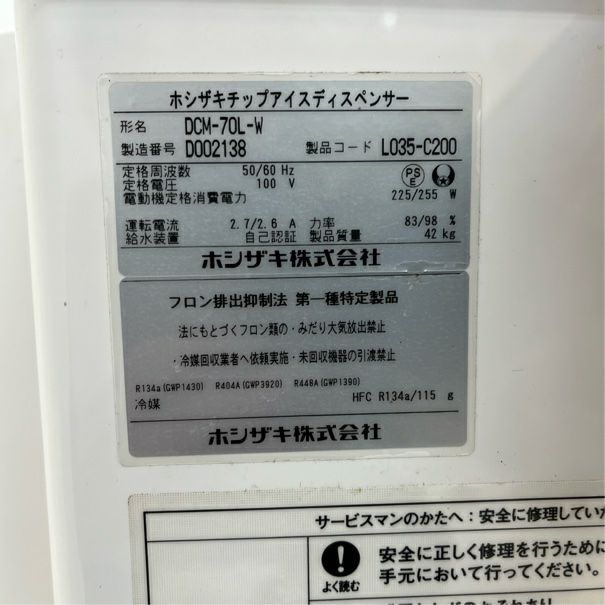 ホシザキチップアイスディスペンサー
形名 DCM-70L-W
製造番号 D002138 製品コード L035-C200
定格周波数 50/60 Hz
定格電圧 100 V
電動機定格消費電力 225/255 W
PS E
運転電流 2.7/2.6 A 力率 83/98 %
給水装置 自己認証 製品質量 42 kg
ホシザキ株式会社
フロン排出抑制法 第一種特定製品
法にもとづくフロン類の・みだり大気放出禁止
・冷媒回収業者へ依頼実施・未回収機器の引渡禁止
R134a(GWP1430) R404A(GWP3920) R448A(GWP1390)
冷媒 HFC R134a/115 g
ホシザキ株式会社
サービスマンのかたへ：安全に修理してい
よく読む
安全に正しく修理を行うために
手元において行ってください。